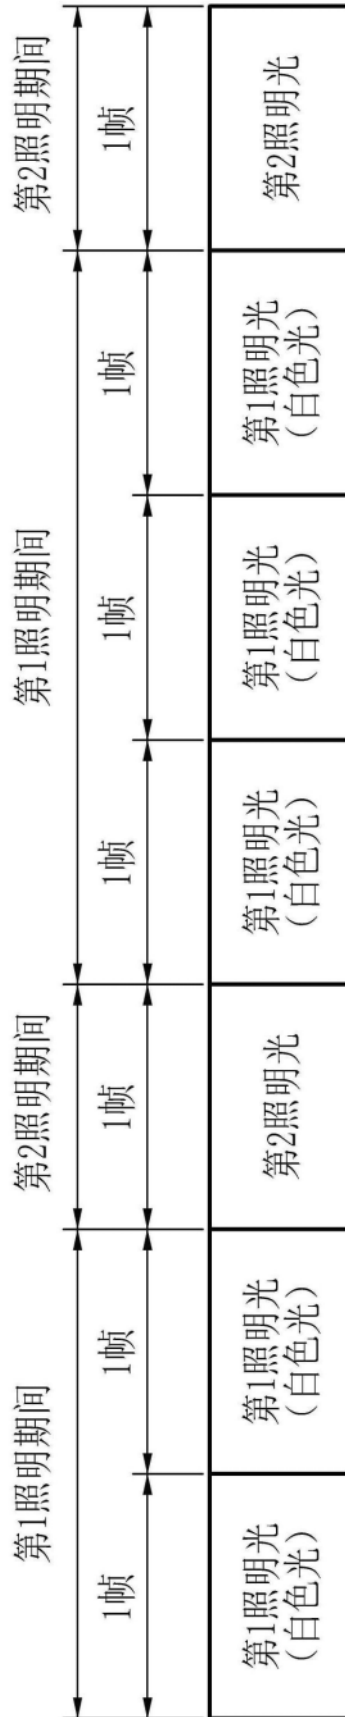 第1照明期间
第2照明期间
第1照明期间
第2照明期间
1帧
1帧
1帧
1帧
1帧
1帧
1帧
第1照明光
(白色光)
第1照明光
(白色光)
第2照明光
第1照明光
(白色光)
第1照明光
(白色光)
第1照明光
(白色光)
第2照明光